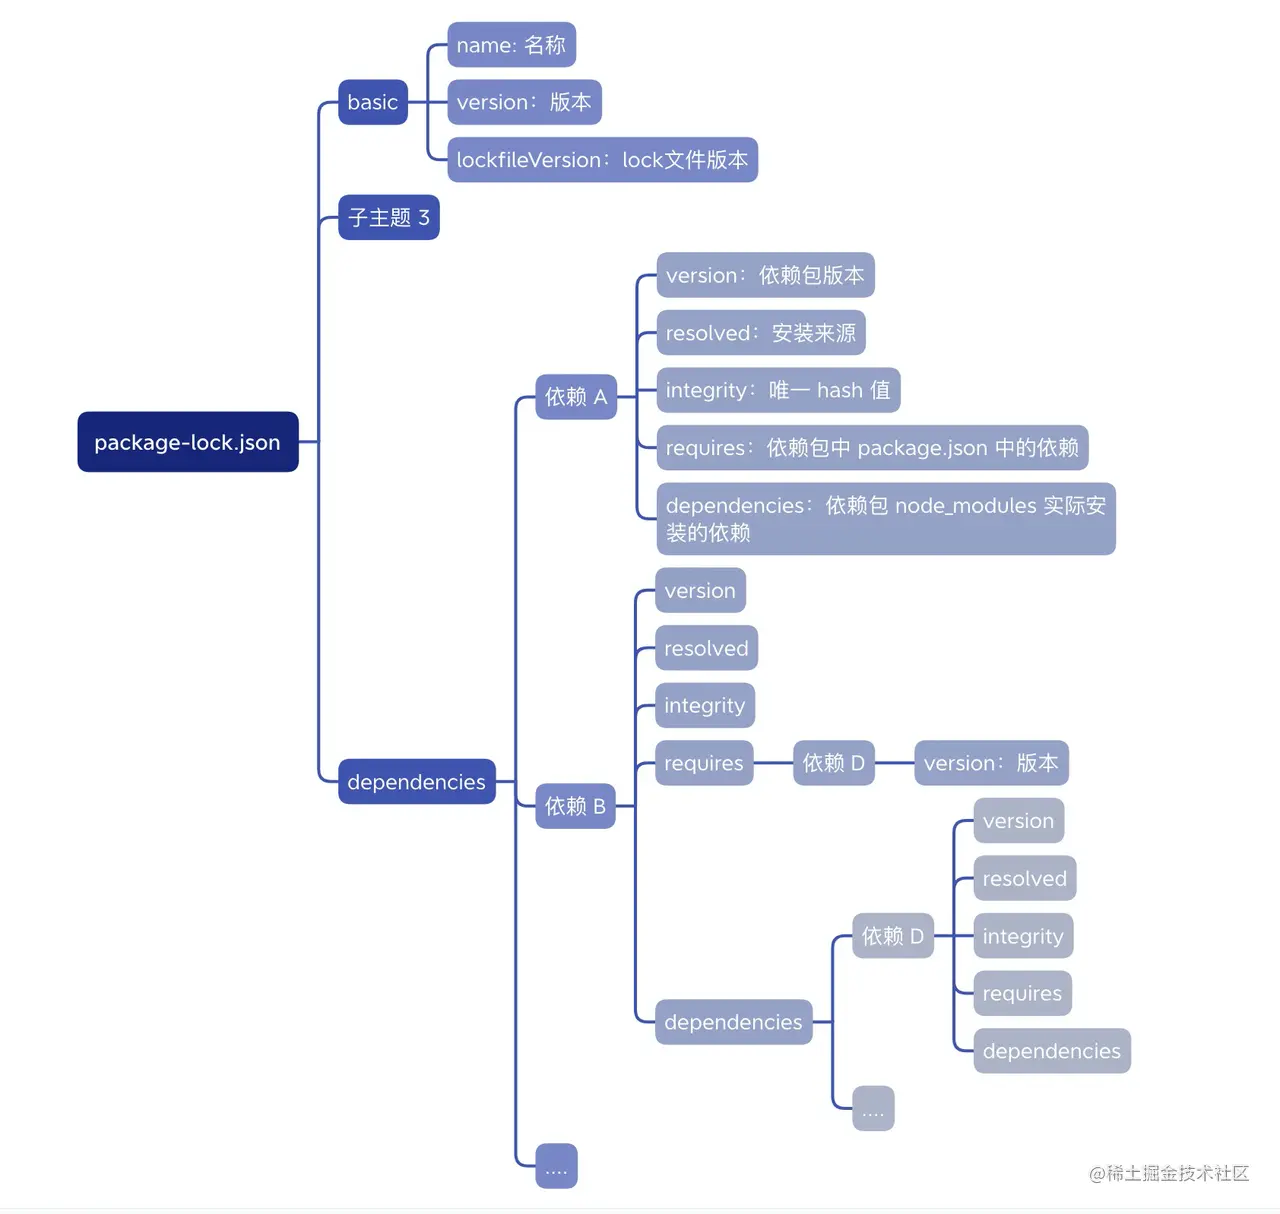 name: 名称
basic
version：版本
lockfileVersion：lock文件版本
子主题 3
version：依赖包版本
resolved：安装来源
依赖 A
integrity：唯一 hash 值
package-lock.json
requires：依赖包中 package.json 中的依赖
dependencies：依赖包 node_modules 实际安
装的依赖
version
resolved
integrity
requires
依赖 D
version：版本
dependencies
依赖 B
version
resolved
依赖 D
integrity
requires
dependencies
dependencies
....
....
@稀土掘金技术社区